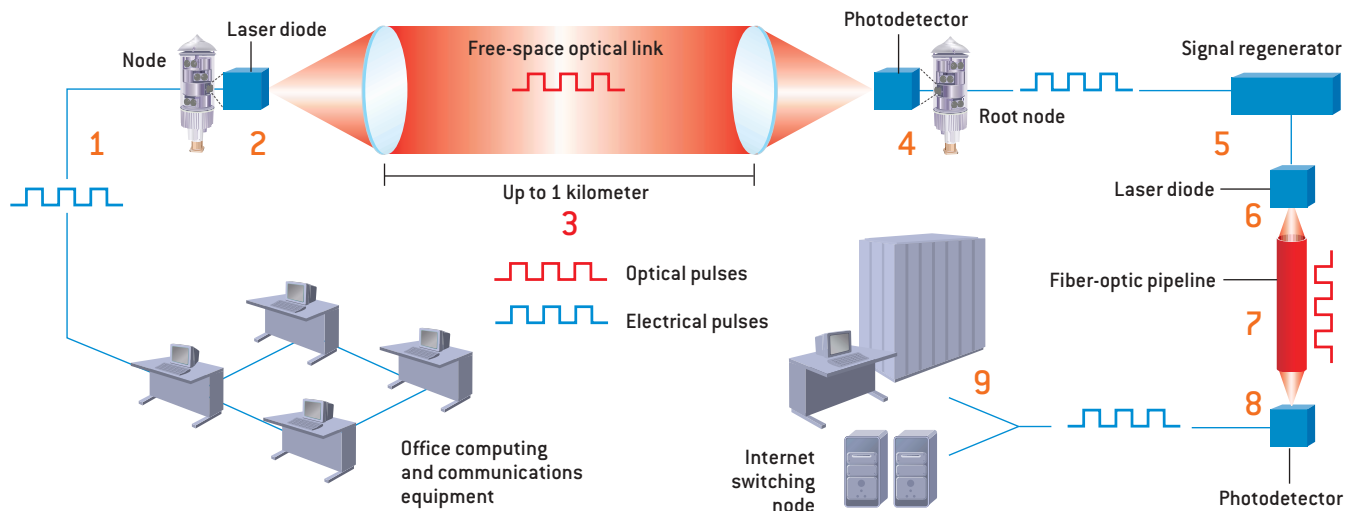 Node
Laser diode
Free-space optical link
Photodetector
Root node
Signal regenerator
1
2
4
5
Up to 1 kilometer
3
Laser diode
6
Optical pulses
Electrical pulses
Fiber-optic pipeline
7
8
9
Office computing
and communications
equipment
Internet
switching
node
Photodetector